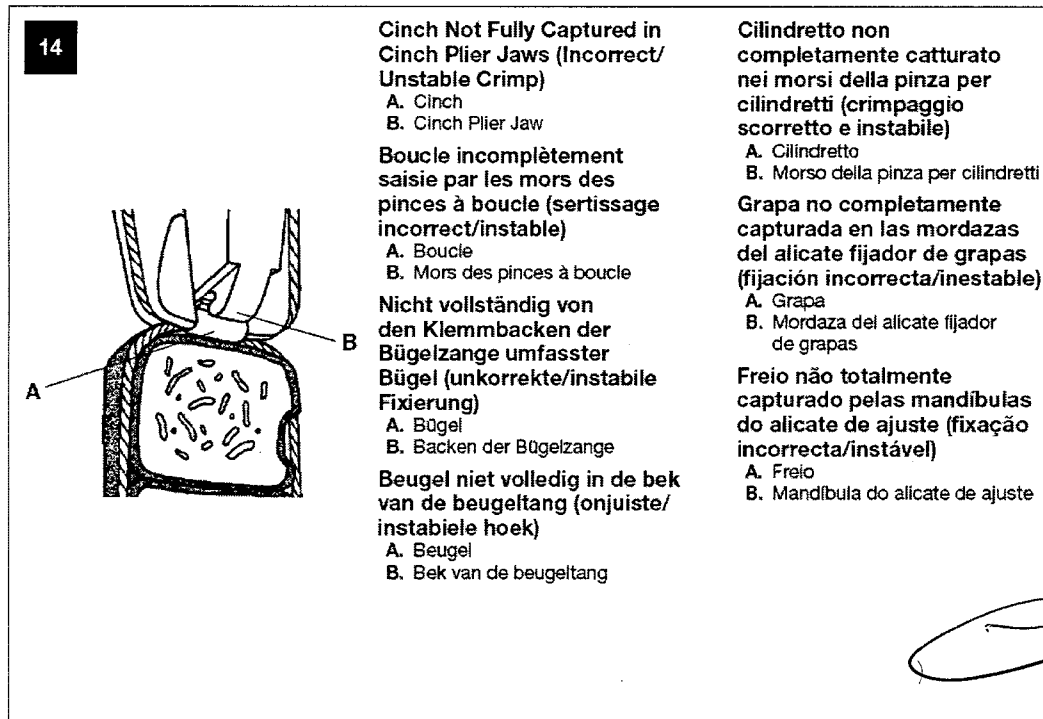 14
Cinch Not Fully Captured in
Cinch Plier Jaws (Incorrect/
Unstable Crimp)
A. Cinch
B. Cinch Plier Jaw
Boucle incomplètement
saisie par les mors des
pinces à boucle (sertissage
incorrect/instable)
A. Boucle
B. Mors des pinces à boucle
Nicht vollständig von
den Klemmbacken der
Bügelzange umfasster
Bügel (unkorrekte/instabile
Fixierung)
A. Bügel
B. Backen der Bügelzange
Beugel niet volledig in de bek
van de beugeltang (onjuiste/
instabiele hoek)
A. Beugel
B. Bek van de beugeltang
Cilindretto non
completamente catturato
nei morsi della pinza per
cilindretti (crimpaggio
scorretto e instabile)
A. Cilindretto
B. Morso della pinza per cilindretti
Grapa no completamente
capturada en las mordazas
del alicate fijador de grapas
(fijación incorrecta/inestable)
A. Grapa
B. Mordaza del alicate fijador
de grapas
Freio não totalmente
capturado pelas mandíbulas
do alicate de ajuste (fixação
incorrecta/instável)
A. Freio
B. Mandíbula do alicate de ajuste
A
B